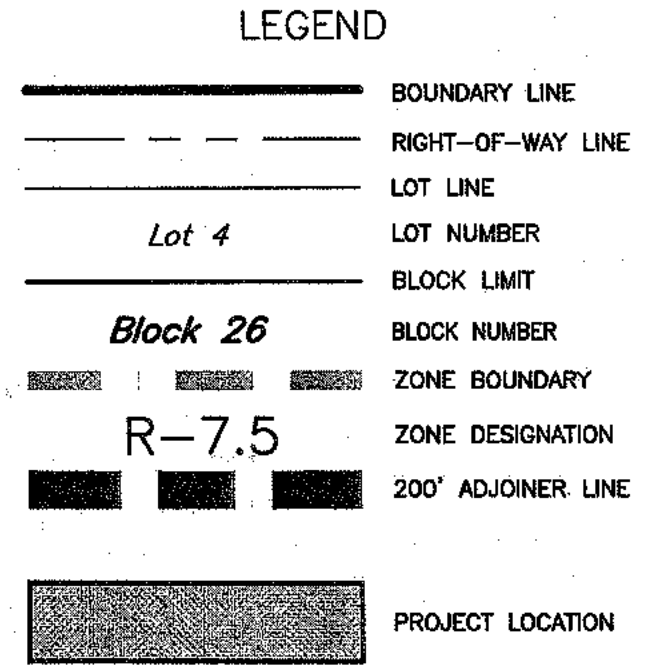 LEGEND
BOUNDARY LINE
RIGHT-OF-WAY LINE
LOT LINE
Lot 4 LOT NUMBER
BLOCK LIMIT
Block 26 BLOCK NUMBER
ZONE BOUNDARY
R-7.5 ZONE DESIGNATION
200' ADJOINER LINE
PROJECT LOCATION